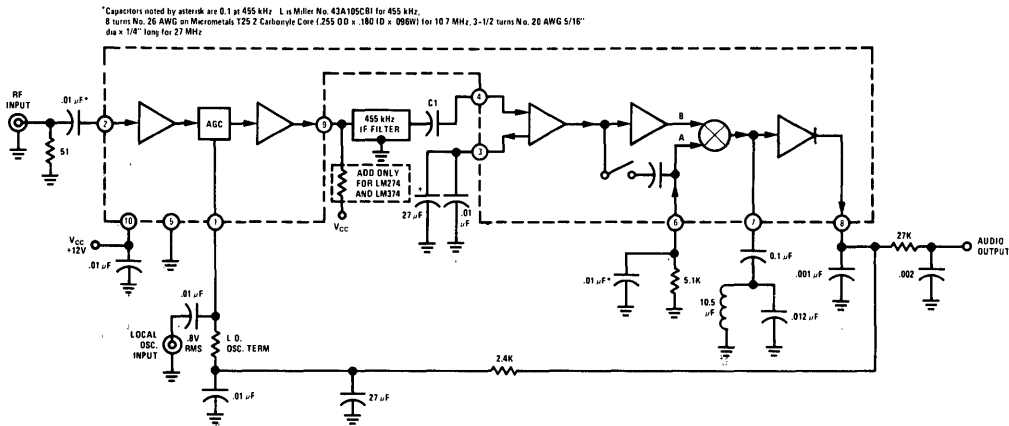 *Capacitors noted by asterisk are 0.1 at 455 kHz L is Miller No. 43A105CBI for 455 kHz,
8 turns No. 26 AWG on Micrometals T25 2 Carbonyle Core (.255 OD x .180 ID x 096W) for 10 7 MHz, 3-1/2 turns No. 20 AWG 5/16"
dia x 1/4" long for 27 MHz
RF
INPUT
.01 µF*
51
2
AGC
9
455 kHz
IF FILTER
C1
4
3
ADD ONLY
FOR LM274
AND LM374
VCC
27 µF
+
.01
µF
B
A
10
5
1
6
7
8
VCC
+12V
.01 µF
27K
AUDIO
OUTPUT
.001 µF
.002
.01 µF*
5.1K
0.1 µF
10.5
µF
.012 µF
.01 µF
LOCAL
OSC.
INPUT
.8V
RMS
L O.
OSC. TERM
2.4K
.01 µF
27 µF